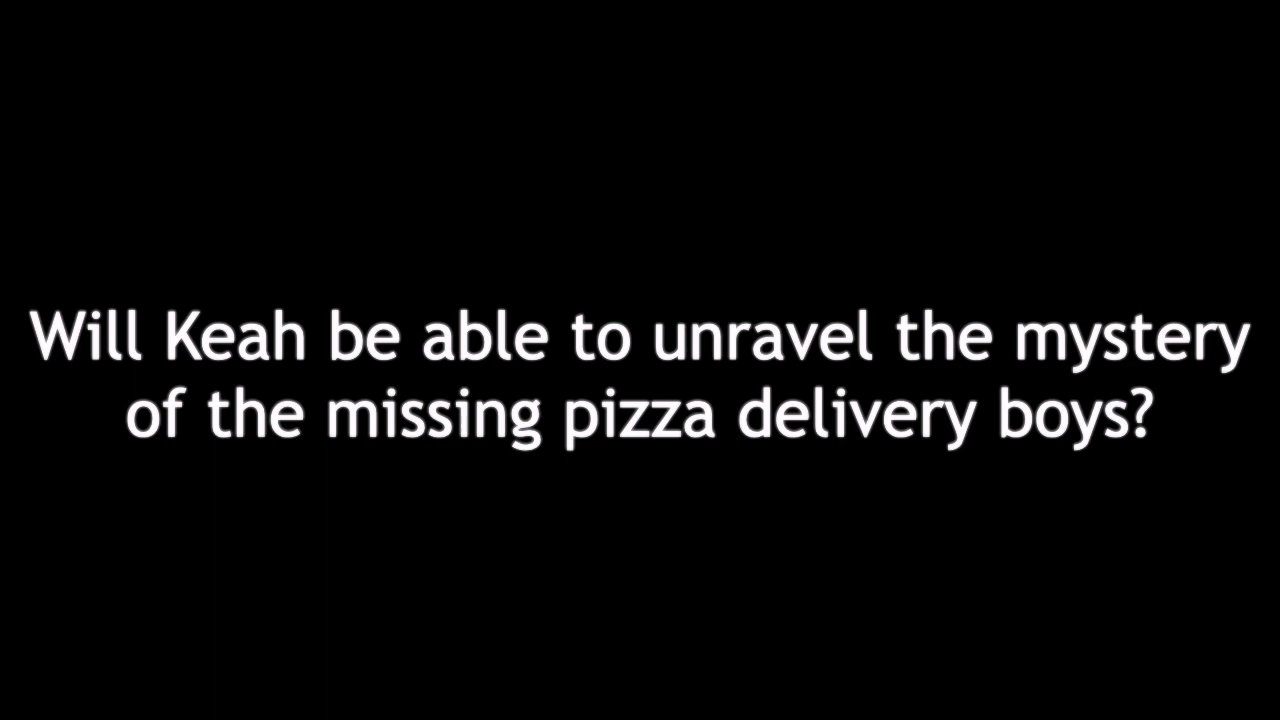 Will Keah be able to unravel the mystery
of the missing pizza delivery boys?